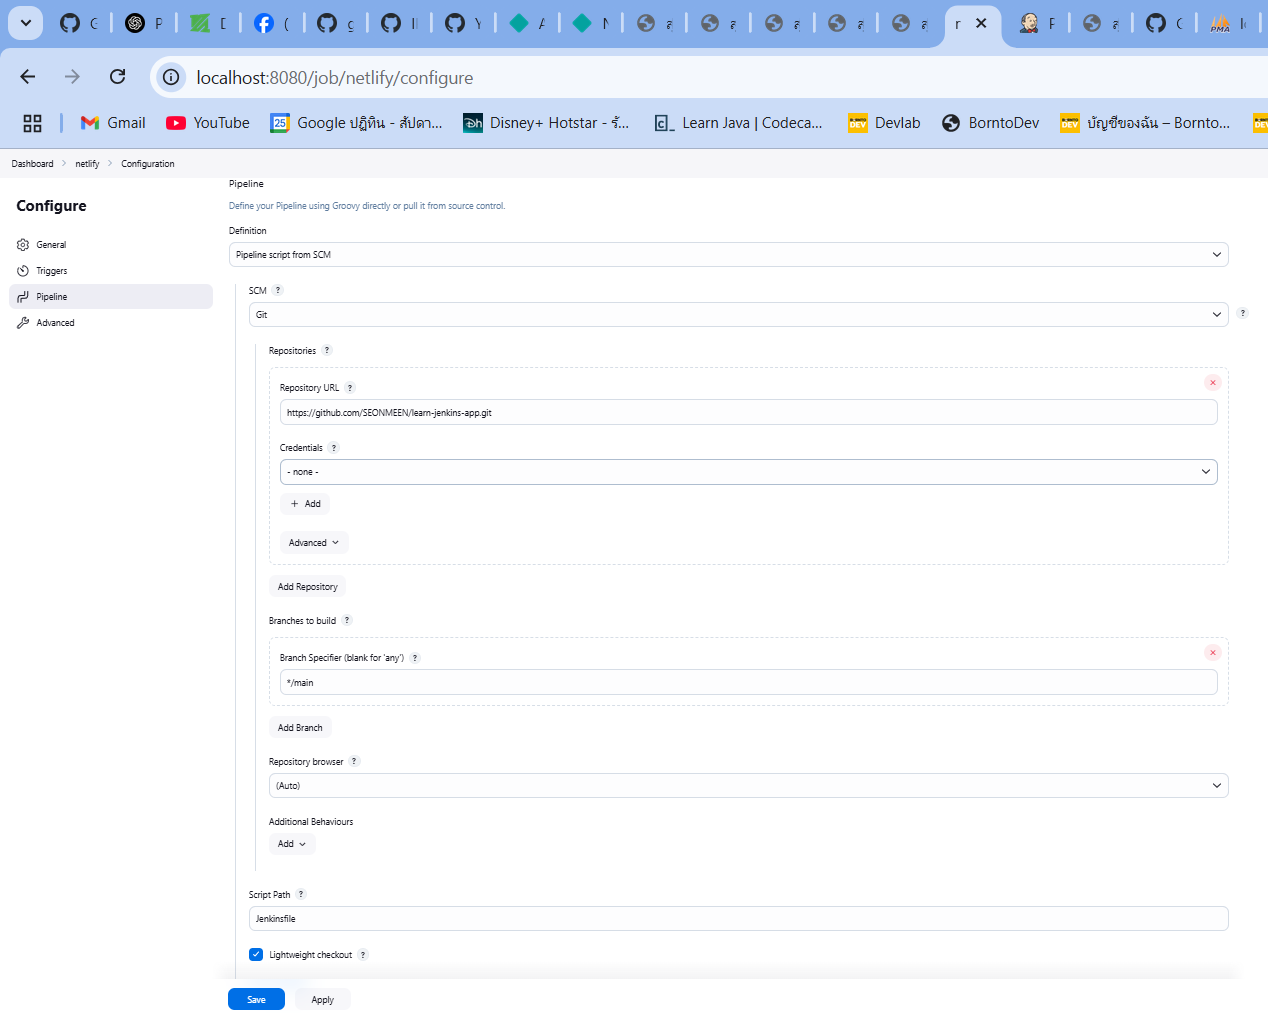 G
P
D
(
g
Y
A
N
r
P
G
PMA
localhost:8080/job/netlify/configure
Gmail
YouTube
25
Google ปฏิทิน - สัปดา...
Disney+ Hotstar - รั...
Learn Java | Codeca...
DEV
Devlab
BorntoDev
DEV
บัญชีของฉัน – Bornto...
Dashboard
netlify
Configuration
Configure
General
Triggers
Pipeline
Advanced
Pipeline
Define your Pipeline using Groovy directly or pull it from source control.
Definition
Pipeline script from SCM
SCM ?
Git
?
Repositories ?
Repository URL ?
https://github.com/SEONMEEN/learn-jenkins-app.git
Credentials ?
- none -
+ Add
Advanced
Add Repository
Branches to build ?
Branch Specifier (blank for 'any') ?
*/main
Add Branch
Repository browser ?
(Auto)
Additional Behaviours
Add
Script Path ?
Jenkinsfile
Lightweight checkout ?
Save
Apply